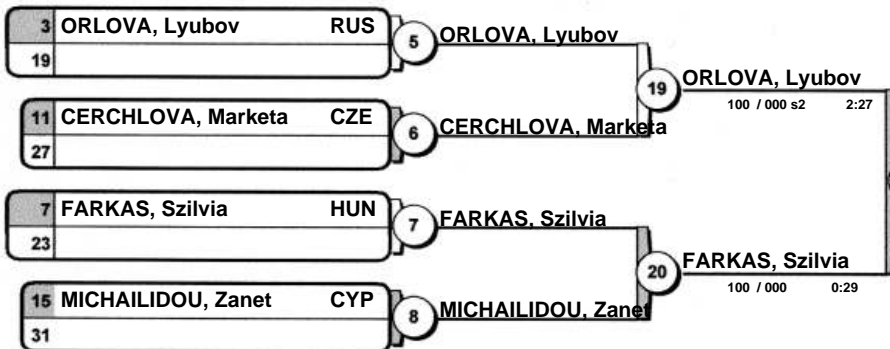 3 ORLOVA, Lyubov RUS
19
5 ORLOVA, Lyubov
11 CERCHLOVA, Marketa CZE
27
6 CERCHLOVA, Marketa
19 ORLOVA, Lyubov
100 / 000 s2 2:27
7 FARKAS, Szilvia HUN
23
7 FARKAS, Szilvia
15 MICHAILIDOU, Zanet CYP
31
8 MICHAILIDOU, Zanet
20 FARKAS, Szilvia
100 / 000 0:29